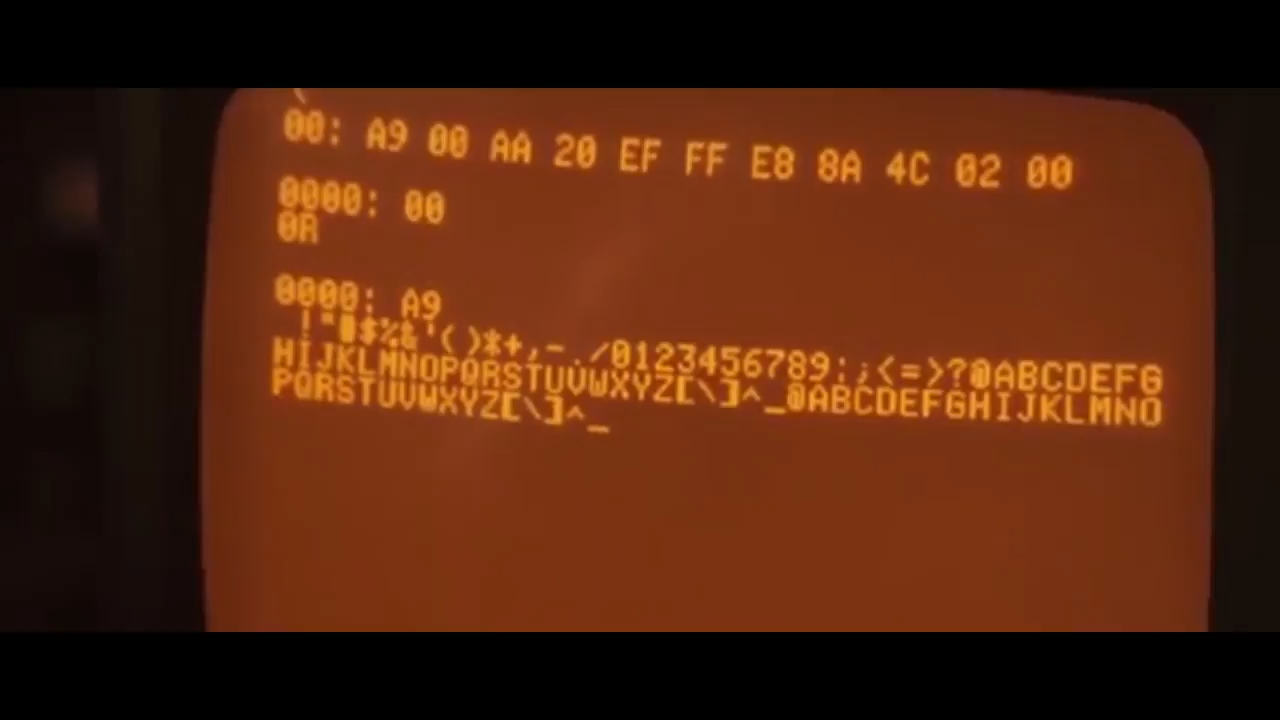 00: A9 00 AA 20 EF FF E8 8A 4C 02 00
0000: 00
0R
0000: A9
!"#$%&'()*+,-./0123456789:;<=>?@ABCDEFG
HIJKLMNOPQRSTUVWXYZ[\]^_@ABCDEFGHIJKLMNO
PQRSTUVWXYZ[\]^_